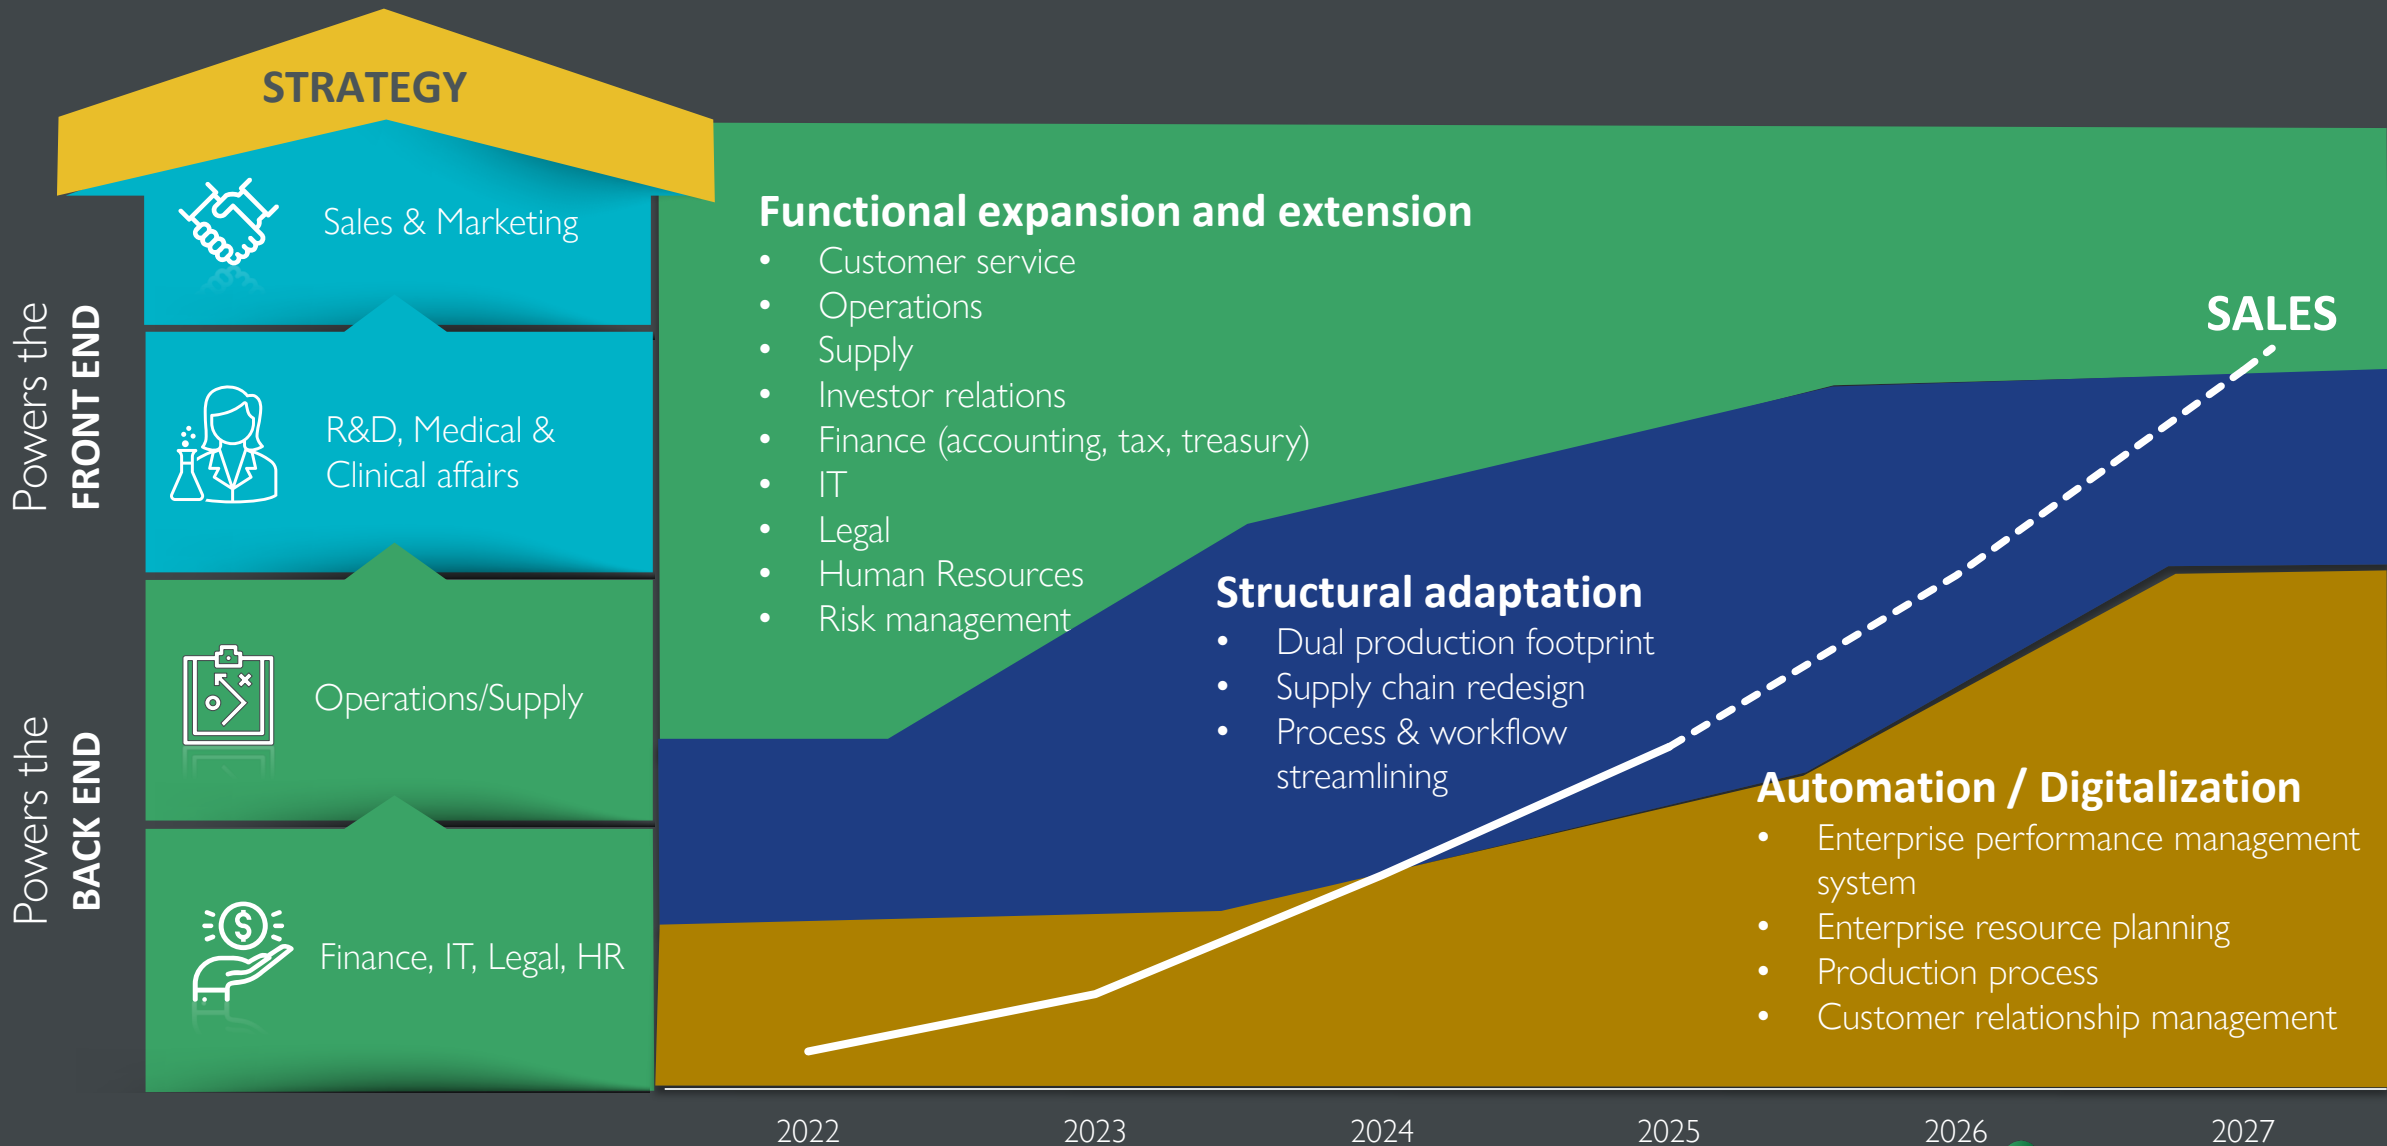 STRATEGY
Powers the
FRONT END
Sales & Marketing
R&D, Medical &
Clinical affairs
Powers the
BACK END
Operations/Supply
$
Finance, IT, Legal, HR
Functional expansion and extension
• Customer service
• Operations
• Supply
• Investor relations
• Finance (accounting, tax, treasury)
• IT
• Legal
• Human Resources
• Risk management
Structural adaptation
• Dual production footprint
• Supply chain redesign
• Process & workflow
streamlining
SALES
Automation / Digitalization
• Enterprise performance management
system
• Enterprise resource planning
• Production process
• Customer relationship management
2022 2023 2024 2025 2026 2027